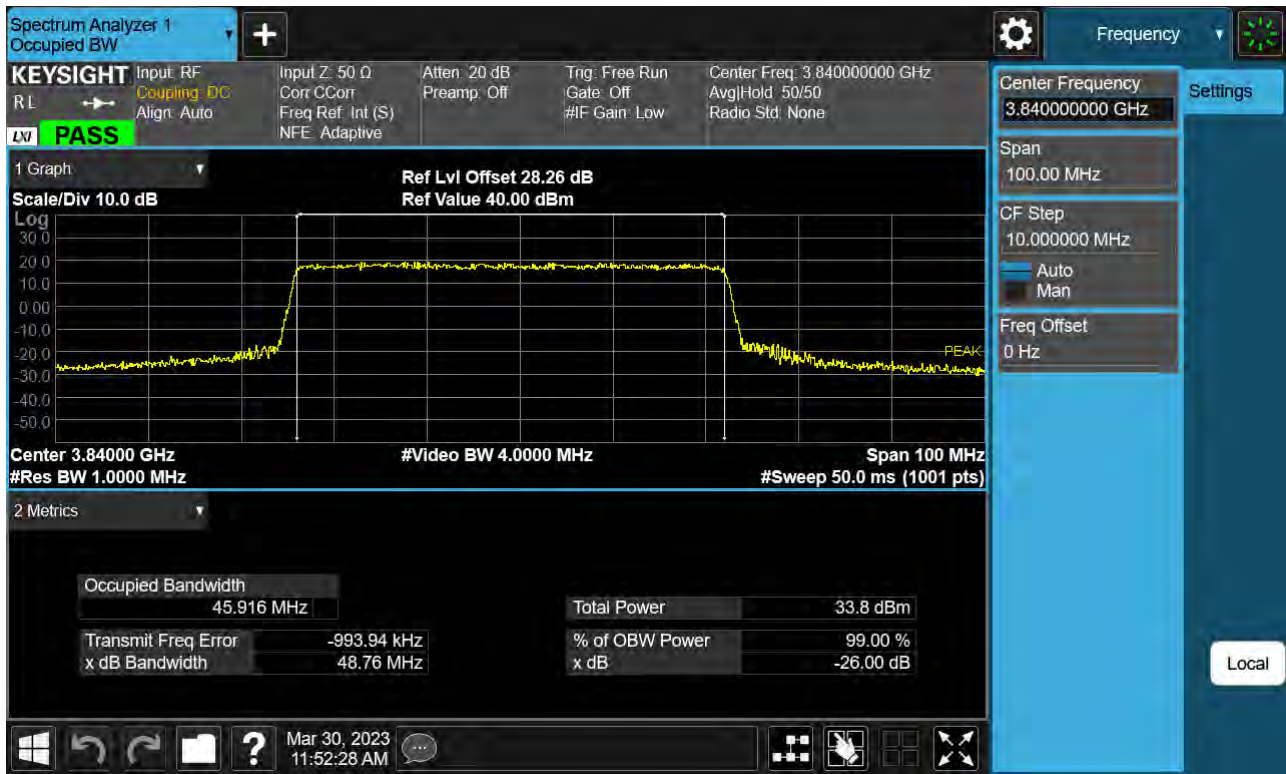 Spectrum Analyzer 1
Occupied BW
Frequency
KEYSIGHT
RL
LXI
PASS
Input: RF
Coupling: DC
Align: Auto
Input Z: 50 Ω
Corr CCorr
Freq Ref: Int (S)
NFE: Adaptive
Atten: 20 dB
Preamp: Off
Trig: Free Run
Gate: Off
#IF Gain: Low
Center Freq: 3.840000000 GHz
Avg|Hold: 50/50
Radio Std: None
Center Frequency
3.840000000 GHz
Settings
Span
100.00 MHz
CF Step
10.000000 MHz
Auto
Man
Freq Offset
0 Hz
Local
1 Graph
Scale/Div 10.0 dB
Ref Lvl Offset 28.26 dB
Ref Value 40.00 dBm
Log
30.0
20.0
10.0
0.00
-10.0
-20.0
-30.0
-40.0
-50.0
PEAK
Center 3.84000 GHz
#Video BW 4.0000 MHz
Span 100 MHz
#Res BW 1.0000 MHz
#Sweep 50.0 ms (1001 pts)
2 Metrics
Occupied Bandwidth
45.916 MHz
Total Power 33.8 dBm
Transmit Freq Error -993.94 kHz
% of OBW Power 99.00 %
x dB Bandwidth 48.76 MHz
x dB -26.00 dB
Mar 30, 2023
11:52:28 AM